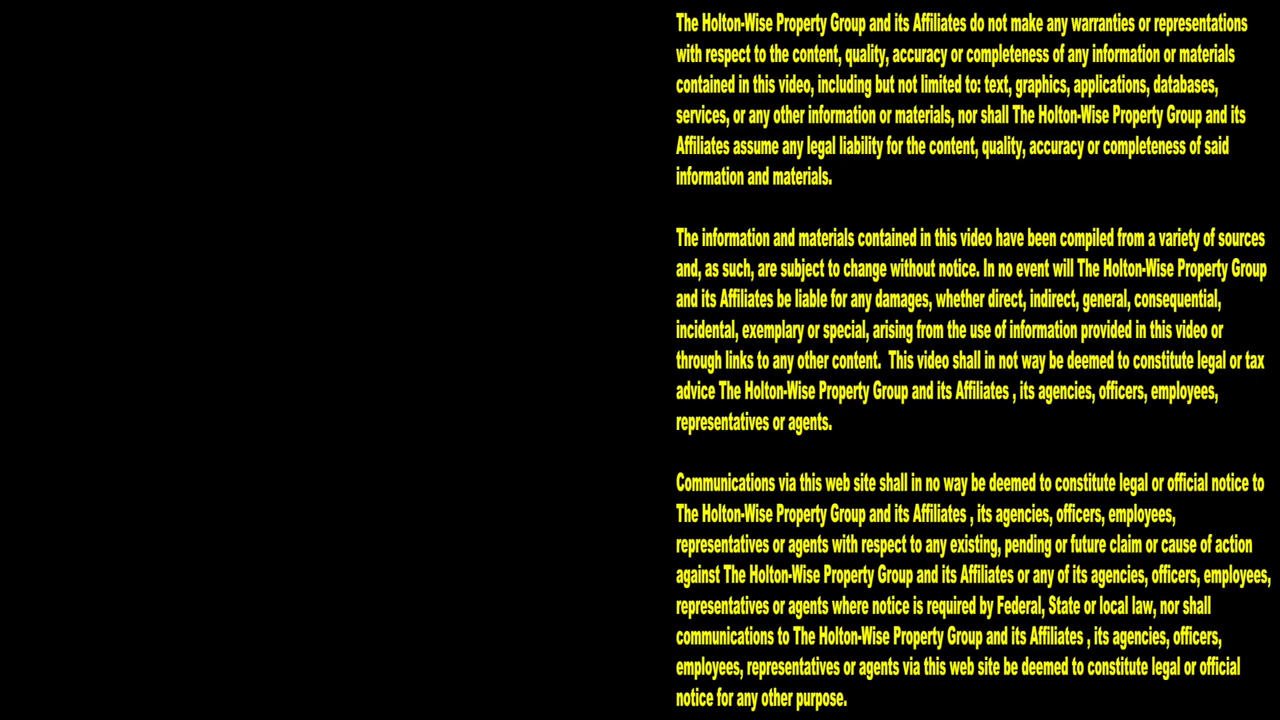 The Holton-Wise Property Group and its Affiliates do not make any warranties or representations
with respect to the content, quality, accuracy or completeness of any information or materials
contained in this video, including but not limited to: text, graphics, applications, databases,
services, or any other information or materials, nor shall The Holton-Wise Property Group and its
Affiliates assume any legal liability for the content, quality, accuracy or completeness of said
information and materials.
The information and materials contained in this video have been compiled from a variety of sources
and, as such, are subject to change without notice. In no event will The Holton-Wise Property Group
and its Affiliates be liable for any damages, whether direct, indirect, general, consequential,
incidental, exemplary or special, arising from the use of information provided in this video or
through links to any other content.  This video shall in not way be deemed to constitute legal or tax
advice The Holton-Wise Property Group and its Affiliates , its agencies, officers, employees,
representatives or agents.
Communications via this web site shall in no way be deemed to constitute legal or official notice to
The Holton-Wise Property Group and its Affiliates , its agencies, officers, employees,
representatives or agents with respect to any existing, pending or future claim or cause of action
against The Holton-Wise Property Group and its Affiliates or any of its agencies, officers, employees,
representatives or agents where notice is required by Federal, State or local law, nor shall
communications to The Holton-Wise Property Group and its Affiliates , its agencies, officers,
employees, representatives or agents via this web site be deemed to constitute legal or official
notice for any other purpose.